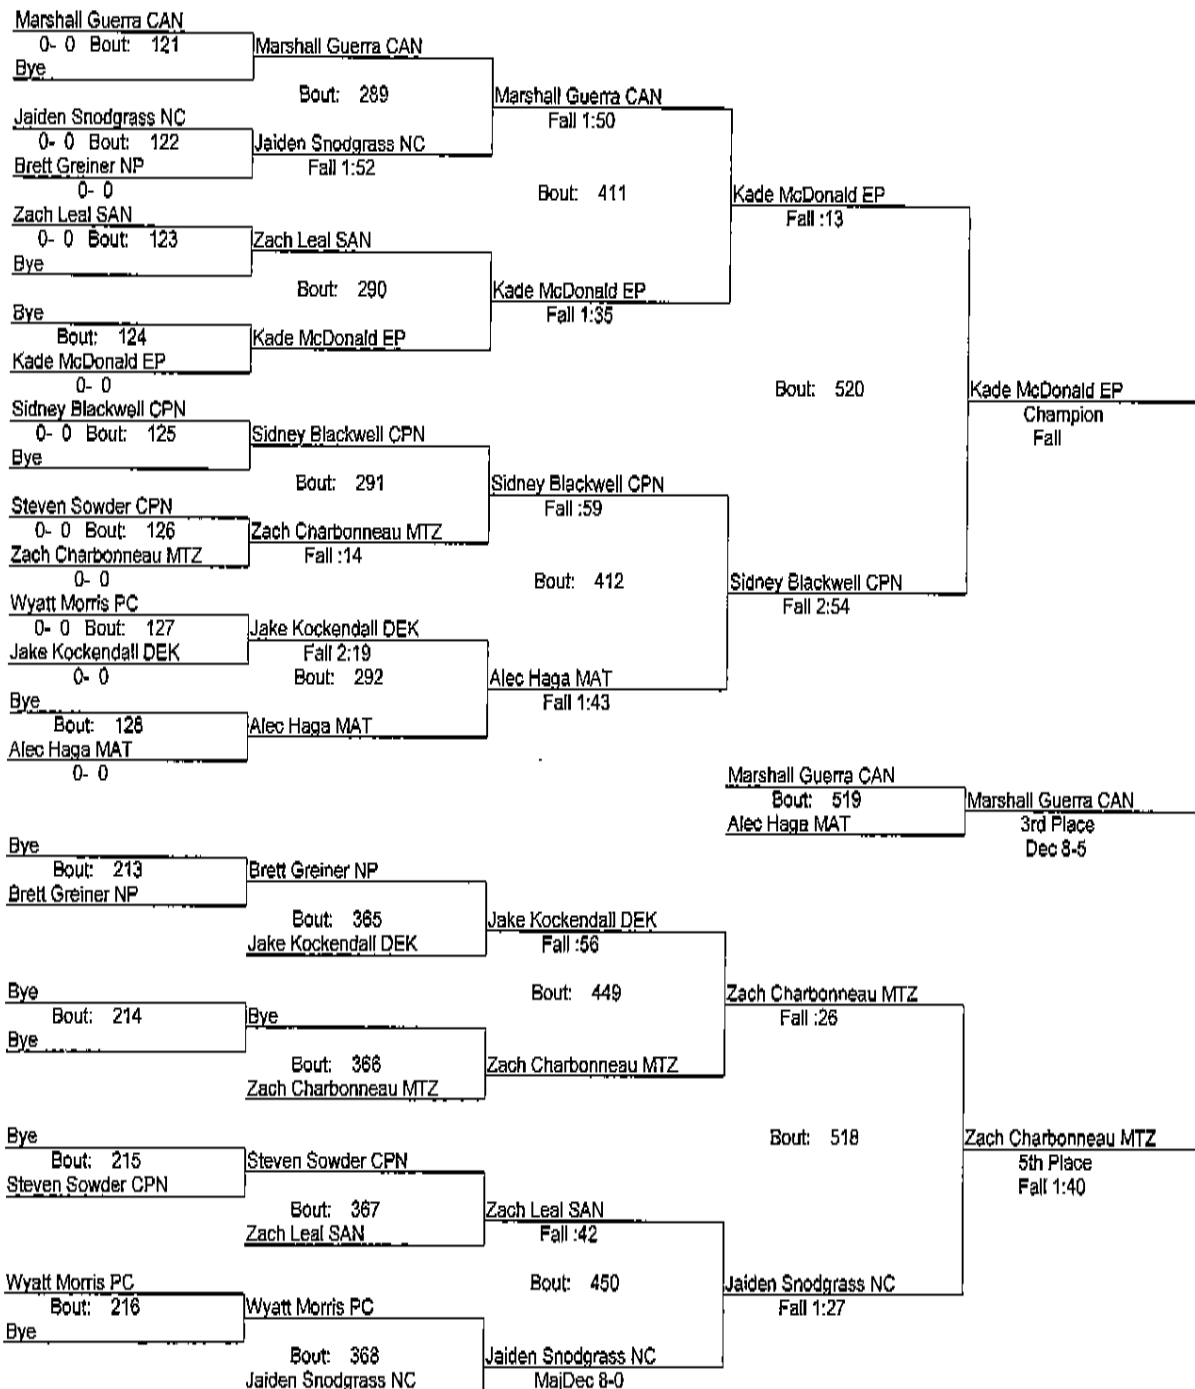 Marshall Guerra CAN
0- 0 Bout: 121
Bye
Marshall Guerra CAN
Bout: 289
Jaiden Snodgrass NC
0- 0 Bout: 122
Brett Greiner NP
0- 0
Jaiden Snodgrass NC
Fall 1:52
Marshall Guerra CAN
Fall 1:50
Bout: 411
Zach Leal SAN
0- 0 Bout: 123
Bye
Zach Leal SAN
Bout: 290
Bye
Bout: 124
Kade McDonald EP
0- 0
Kade McDonald EP
Kade McDonald EP
Fall 1:35
Kade McDonald EP
Fall :13
Bout: 520
Kade McDonald EP
Champion
Fall
Sidney Blackwell CPN
0- 0 Bout: 125
Bye
Sidney Blackwell CPN
Bout: 291
Steven Sowder CPN
0- 0 Bout: 126
Zach Charbonneau MTZ
0- 0
Zach Charbonneau MTZ
Fall :14
Sidney Blackwell CPN
Fall :59
Bout: 412
Wyatt Morris PC
0- 0 Bout: 127
Jake Kockendall DEK
0- 0
Jake Kockendall DEK
Fall 2:19
Bout: 292
Bye
Bout: 128
Alec Haga MAT
0- 0
Alec Haga MAT
Alec Haga MAT
Fall 1:43
Sidney Blackwell CPN
Fall 2:54
Marshall Guerra CAN
Bout: 519
Alec Haga MAT
Marshall Guerra CAN
3rd Place
Dec 8-5
Bye
Bout: 213
Brett Greiner NP
Brett Greiner NP
Bout: 365
Jake Kockendall DEK
Jake Kockendall DEK
Fall :56
Bout: 449
Bye
Bout: 214
Bye
Bye
Bout: 366
Zach Charbonneau MTZ
Zach Charbonneau MTZ
Zach Charbonneau MTZ
Fall :26
Bout: 518
Zach Charbonneau MTZ
5th Place
Fall 1:40
Bye
Bout: 215
Steven Sowder CPN
Steven Sowder CPN
Bout: 367
Zach Leal SAN
Zach Leal SAN
Fall :42
Bout: 450
Wyatt Morris PC
Bout: 216
Bye
Wyatt Morris PC
Bout: 368
Jaiden Snodgrass NC
Jaiden Snodgrass NC
MajDec 8-0
Jaiden Snodgrass NC
Fall 1:27